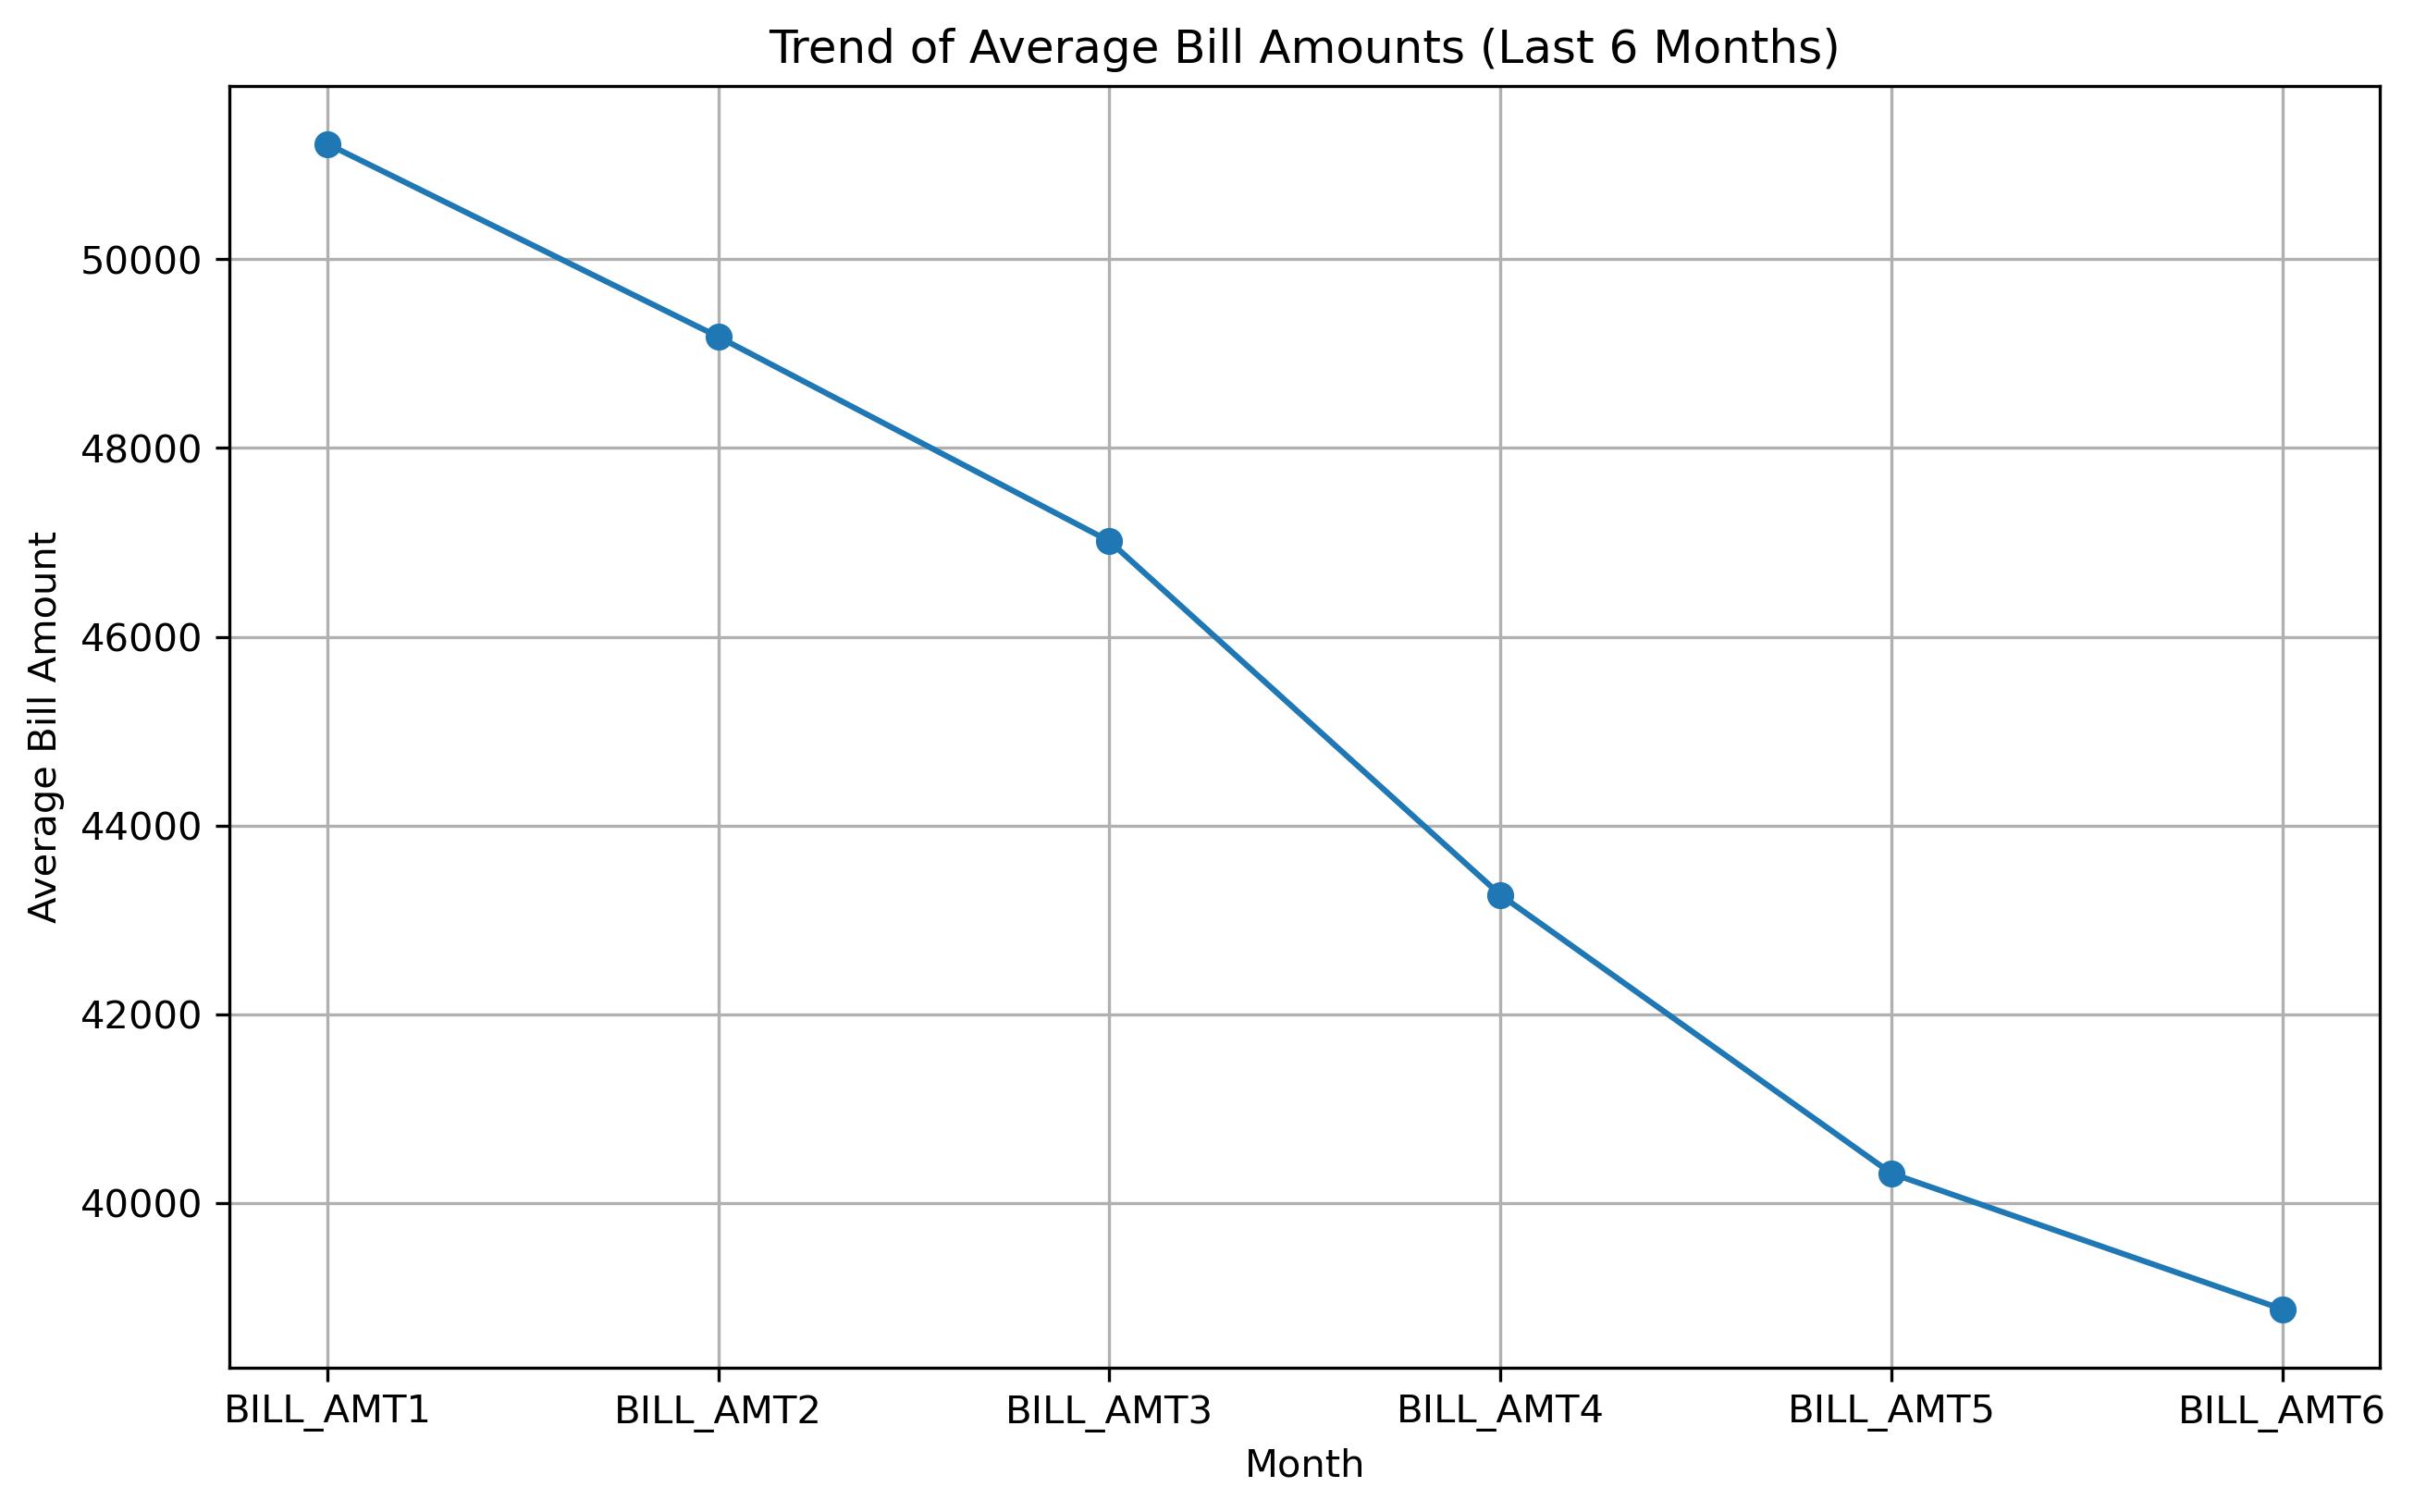 Trend of Average Bill Amounts (Last 6 Months)
Average Bill Amount
50000
48000
46000
44000
42000
40000
BILL_AMT1 BILL_AMT2 BILL_AMT3 BILL_AMT4 BILL_AMT5 BILL_AMT6
Month